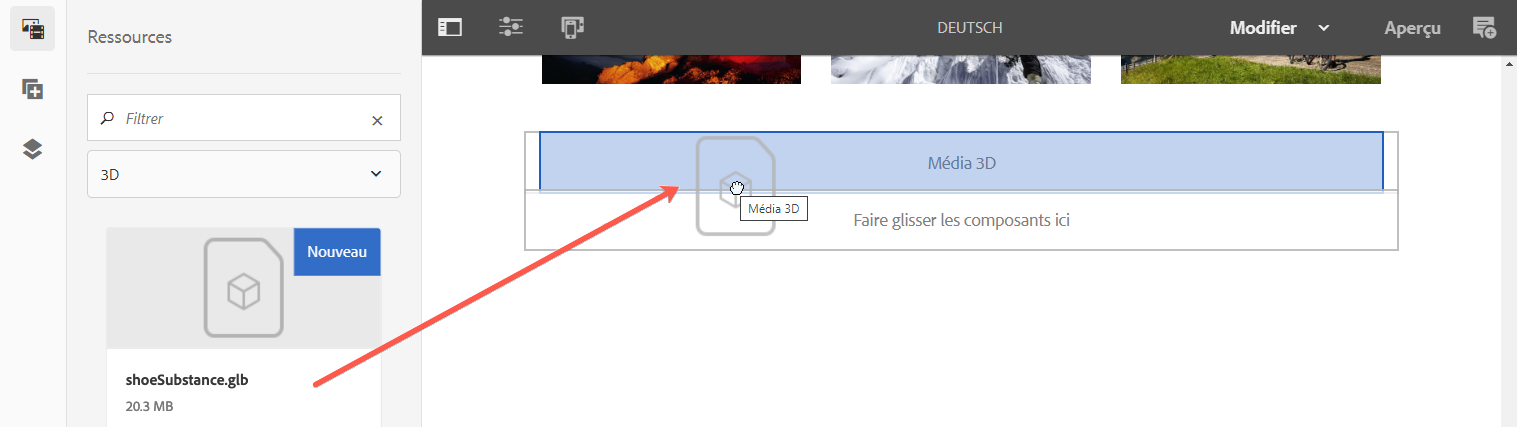 Ressources
DEUTSCH
Modifier
Aperçu
Filtrer
3D
Nouveau
shoeSubstance.glb
20.3 MB
Média 3D
Média 3D
Faire glisser les composants ici